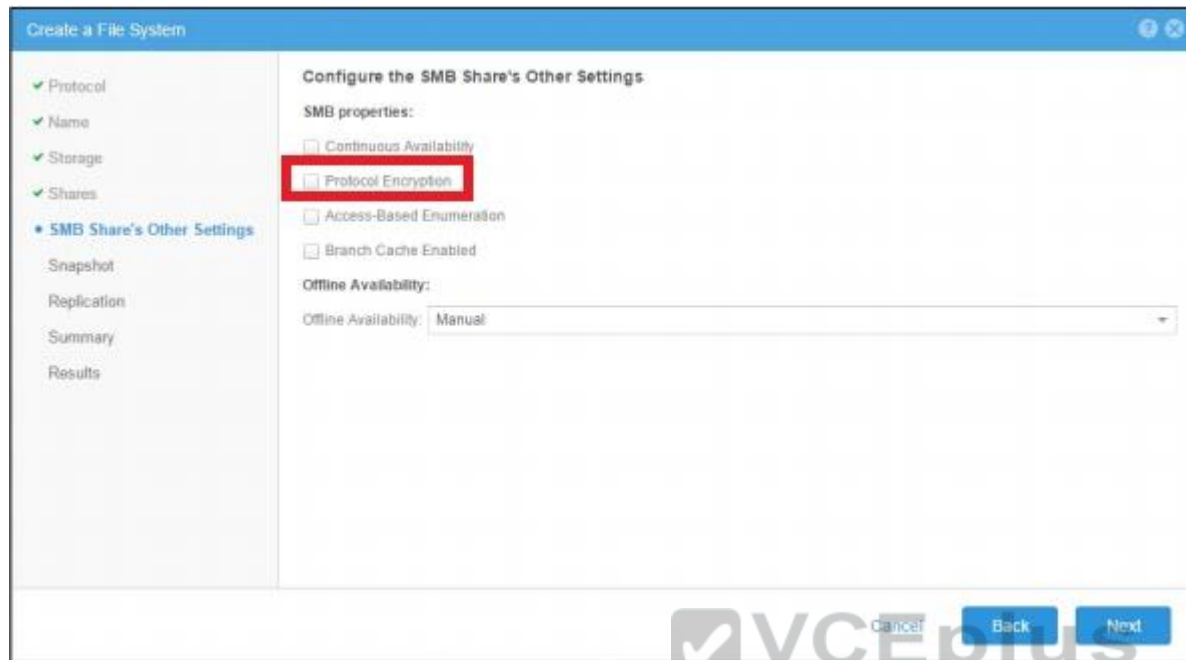 Create a File System
Protocol
Name
Storage
Shares
SMB Share's Other Settings
Snapshot
Replication
Summary
Results
Configure the SMB Share's Other Settings
SMB properties:
Continuous Availability
Protocol Encryption
Access-Based Enumeration
Branch Cache Enabled
Offline Availability:
Offline Availability: Manual
Cancel Back Next
VCEplus